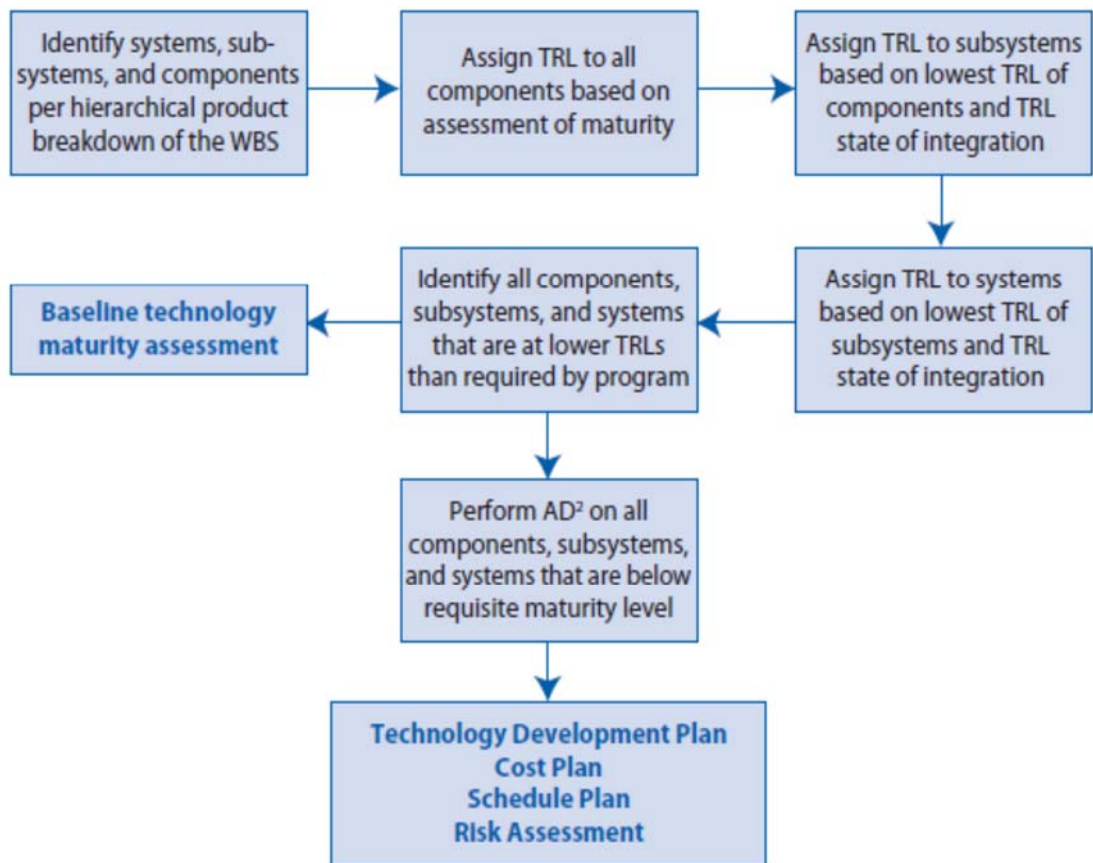 Identify systems, sub-
systems, and components
per hierarchical product
breakdown of the WBS
Assign TRL to all
components based on
assessment of maturity
Assign TRL to subsystems
based on lowest TRL of
components and TRL
state of integration
Assign TRL to systems
based on lowest TRL of
subsystems and TRL
state of integration
Identify all components,
subsystems, and systems
that are at lower TRLs
than required by program
Baseline technology
maturity assessment
Perform AD² on all
components, subsystems,
and systems that are below
requisite maturity level
Technology Development Plan
Cost Plan
Schedule Plan
Risk Assessment